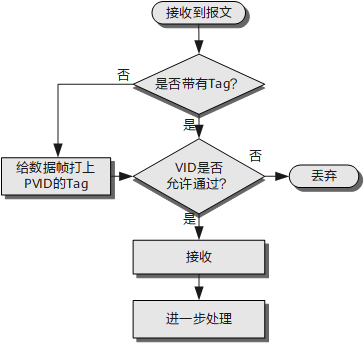 接收到报文
否
是否带有Tag?
是
给数据帧打上
PVID的Tag
VID是否
允许通过?
否
丢弃
是
接收
进一步处理